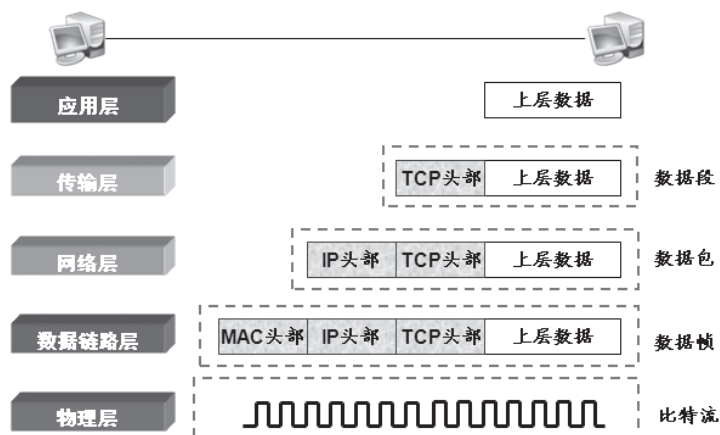 应用层 上层数据
传输层 TCP头部 上层数据 数据段
网络层 IP头部 TCP头部 上层数据 数据包
数据链路层 MAC头部 IP头部 TCP头部 上层数据 数据帧
物理层 比特流